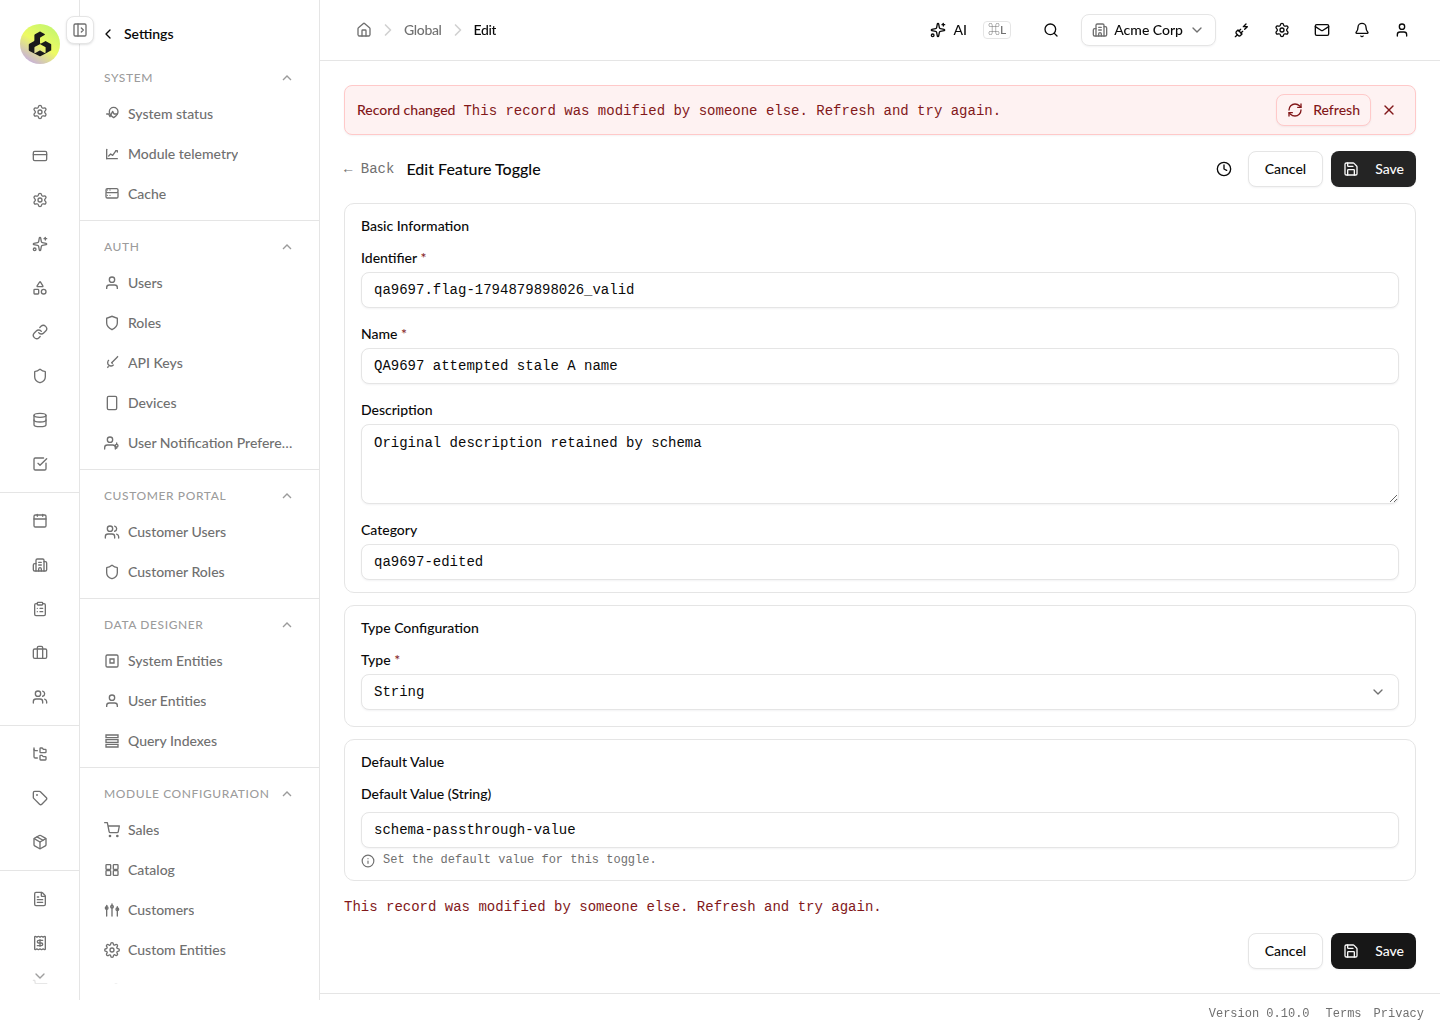 Settings
SYSTEM
System status
Module telemetry
Cache
AUTH
Users
Roles
API Keys
Devices
User Notification Prefere...
CUSTOMER PORTAL
Customer Users
Customer Roles
DATA DESIGNER
System Entities
User Entities
Query Indexes
MODULE CONFIGURATION
Sales
Catalog
Customers
Custom Entities
Global
Edit
AI
⌘L
Acme Corp
Record changed This record was modified by someone else. Refresh and try again.
Refresh
← Back
Edit Feature Toggle
Cancel
Save
Basic Information
Identifier *
qa9697.flag-1794879898026_valid
Name *
QA9697 attempted stale A name
Description
Original description retained by schema
Category
qa9697-edited
Type Configuration
Type *
String
Default Value
Default Value (String)
schema-passthrough-value
Set the default value for this toggle.
This record was modified by someone else. Refresh and try again.
Cancel
Save
Version 0.10.0
Terms
Privacy